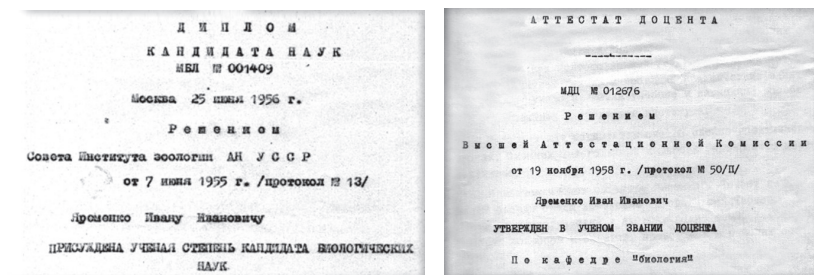 Д И П Л О М
К А Н Д И Д А Т А Н А У К
МБЛ № 001409
Москва 25 июня 1956 г.
Р е ш е н и е м
Совета Института зоологии АН У С С Р
от 7 июня 1955 г. /протокол № 13/
Яременко Ивану Ивановичу
ПРИСУЖДЕНА УЧЕНАЯ СТЕПЕНЬ КАНДИДАТА БИОЛОГИЧЕСКИХ
НАУК
А Т Т Е С Т А Т Д О Ц Е Н Т А
-----------
МДЦ № 012676
Р е ш е н и е м
В ы с ш е й А т т е с т а ц и о н н о й К о м и с с и и
от 19 ноября 1958 г. /протокол № 50/П/
Яременко Иван Иванович
УТВЕРЖДЕН В УЧЕНОМ ЗВАНИИ ДОЦЕНТА
П о к а ф е д р е "биология"